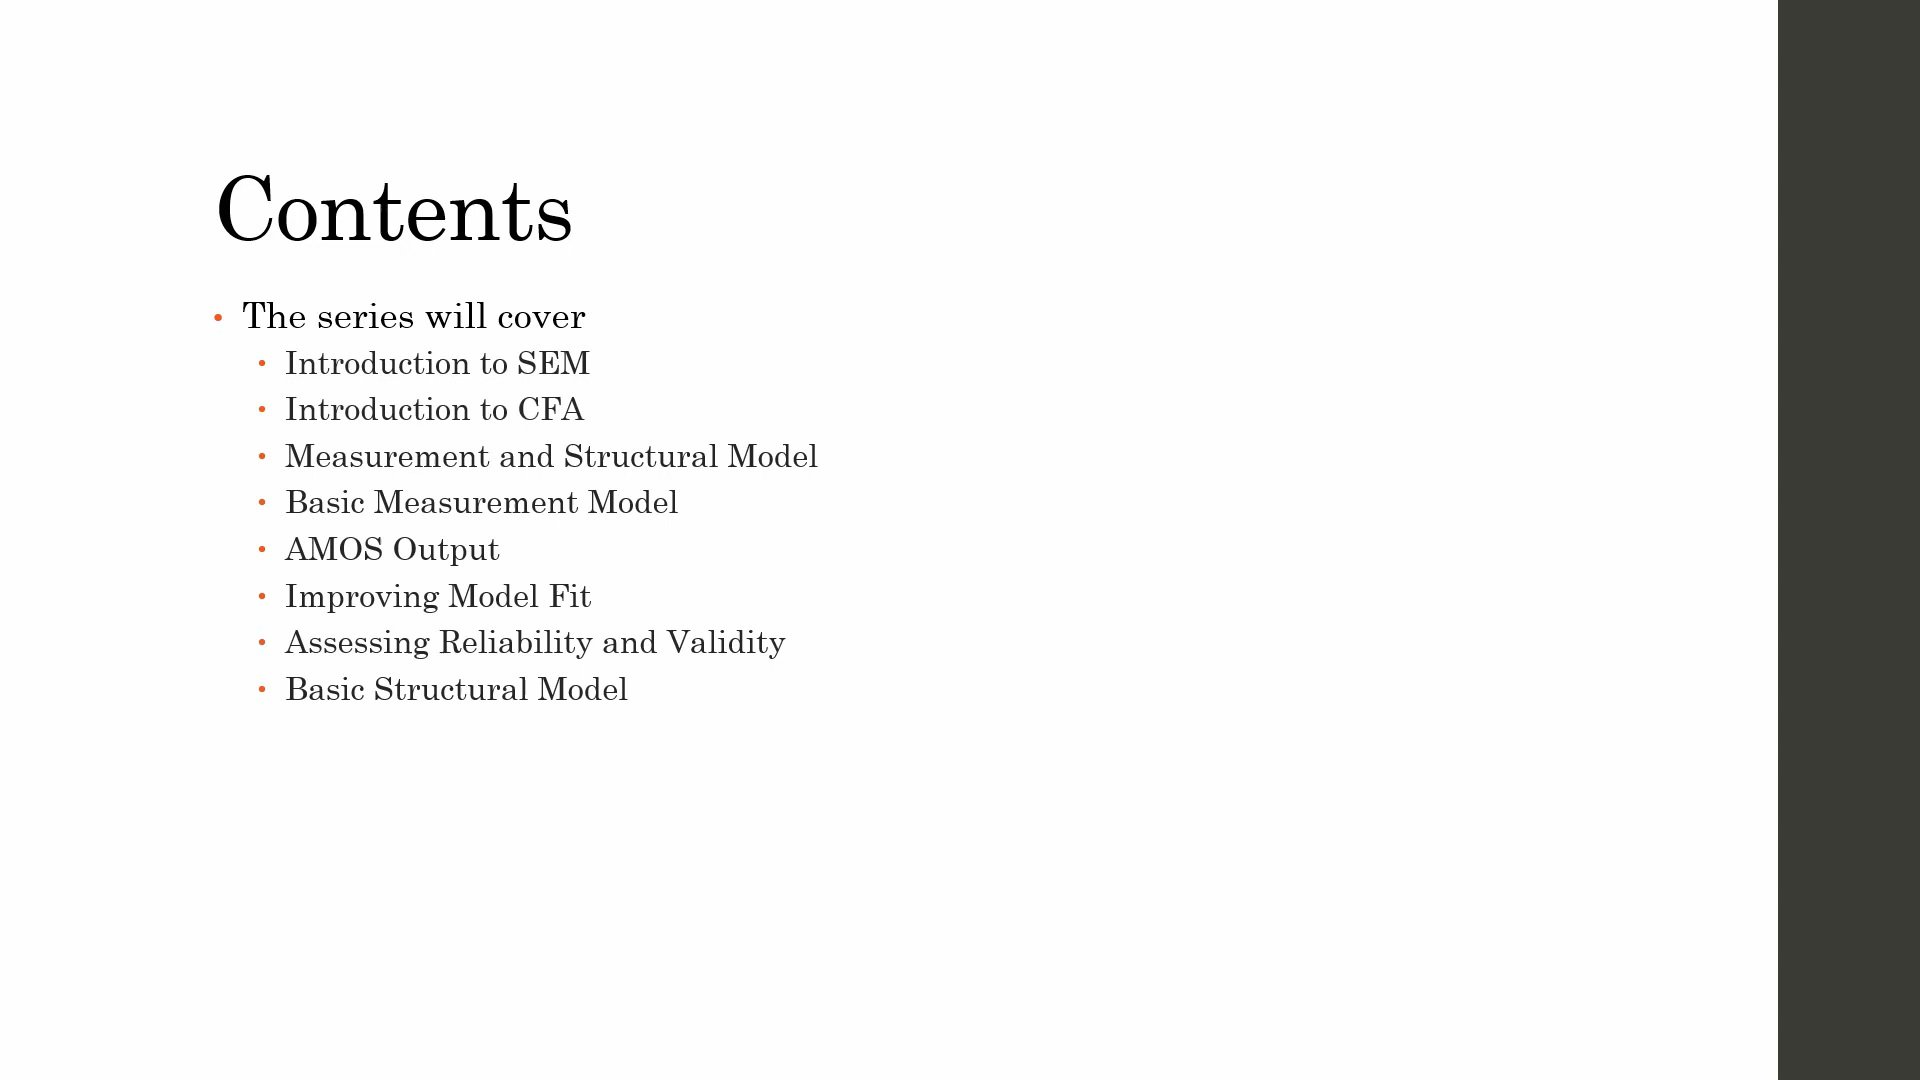 Contents
• The series will cover
• Introduction to SEM
• Introduction to CFA
• Measurement and Structural Model
• Basic Measurement Model
• AMOS Output
• Improving Model Fit
• Assessing Reliability and Validity
• Basic Structural Model